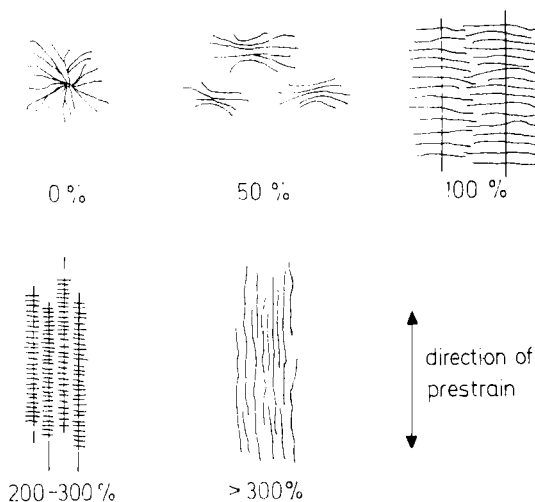 0 %
50 %
100 %
200-300 %
> 300 %
direction of
prestrain